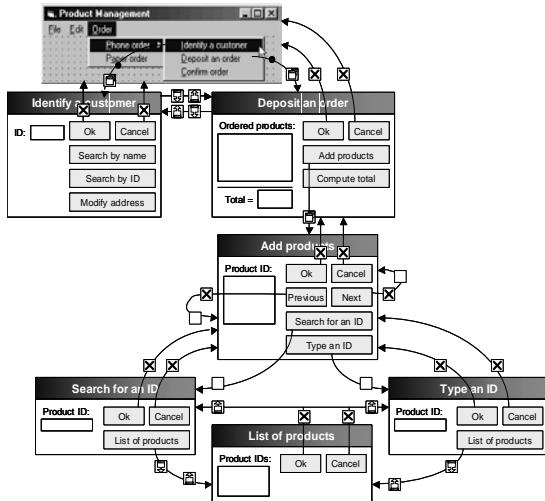 Product Management
File Edit Order
Phone order Identify a customer
Paper order Deposit an order
Confirm order
Identify a customer
ID:
Ok Cancel
Search by name
Search by ID
Modify address
Deposit an order
Ordered products:
Ok Cancel
Add products
Compute total
Total =
Add products
Product ID:
Ok Cancel
Previous Next
Search for an ID
Type an ID
Search for an ID
Product ID:
Ok Cancel
List of products
Type an ID
Product ID:
Ok Cancel
List of products
List of products
Product IDs:
Ok Cancel